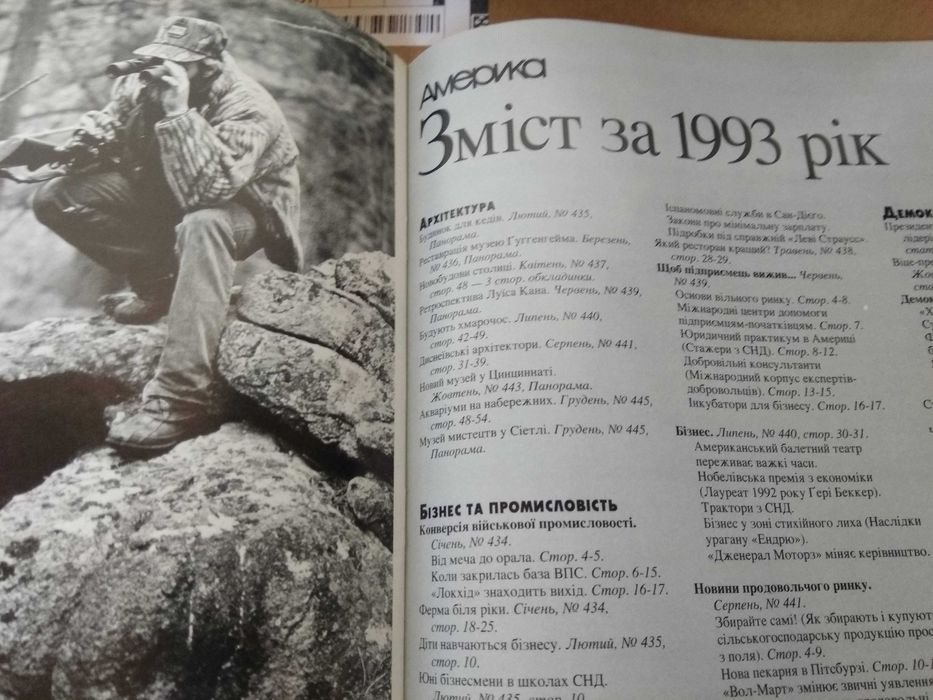 Америка
Зміст за 1993 рік
АРХІТЕКТУРА
Будинок для кедів. Лютий, № 435,
Панорама.
Реставрація музею Ґуґґенгейма. Березень,
№ 436, Панорама.
Новобудови столиці. Квітень, № 437,
стор. 48 — 3 стор. обкладинки.
Ретроспектива Луїса Кана. Червень, № 439,
Панорама.
Будують хмарочос. Липень, № 440,
стор. 42-49.
Диснеївські архітектори. Серпень, № 441,
стор. 31-39.
Новий музей у Цинциннаті.
Жовтень, № 443, Панорама.
Акваріуми на набережних. Грудень, № 445,
стор. 48-54.
Музей мистецтв у Сіетлі. Грудень, № 445,
Панорама.
БІЗНЕС ТА ПРОМИСЛОВІСТЬ
Конверсія військової промисловості.
Січень, № 434.
Від меча до орала. Стор. 4-5.
Коли закрилась база ВПС. Стор. 6-15.
«Локхід» знаходить вихід. Стор. 16-17.
Ферма біля ріки. Січень, № 434,
стор. 18-25.
Діти навчаються бізнесу. Лютий, № 435,
стор. 10.
Юні бізнесмени в школах СНД.
Лютий, № 435, стор. 10.
Іспаномовні служби в Сан-Дієґо.
Закони про мінімальну зарплату.
Підробки під справжній «Леві Страусс».
Який ресторан кращий? Травень, № 438,
стор. 28-29.
Щоб підприємець вижив... Червень,
№ 439.
Основи вільного ринку. Стор. 4-8.
Міжнародні центри допомоги
підприємцям-початківцям. Стор. 7.
Юридичний практикум в Америці
(Стажери з СНД). Стор. 8-12.
Добровільні консультанти
(Міжнародний корпус експертів-
добровольців). Стор. 13-15.
Інкубатори для бізнесу. Стор. 16-17.
Бізнес. Липень, № 440, стор. 30-31.
Американський балетний театр
переживає важкі часи.
Нобелівська премія з економіки
(Лауреат 1992 року Ґері Беккер).
Трактори з СНД.
Бізнес у зоні стихійного лиха (Наслідки
урагану «Ендрю»).
«Дженерал Моторз» міняє керівництво.
Новини продовольчого ринку.
Серпень, № 441.
Збирайте самі! (Як збирають і купують
сільськогосподарську продукцію
з поля). Стор. 4-9.
Нова пекарня в Пітсбурзі. Стор.
«Вол-Март» змінює звичні уявлення